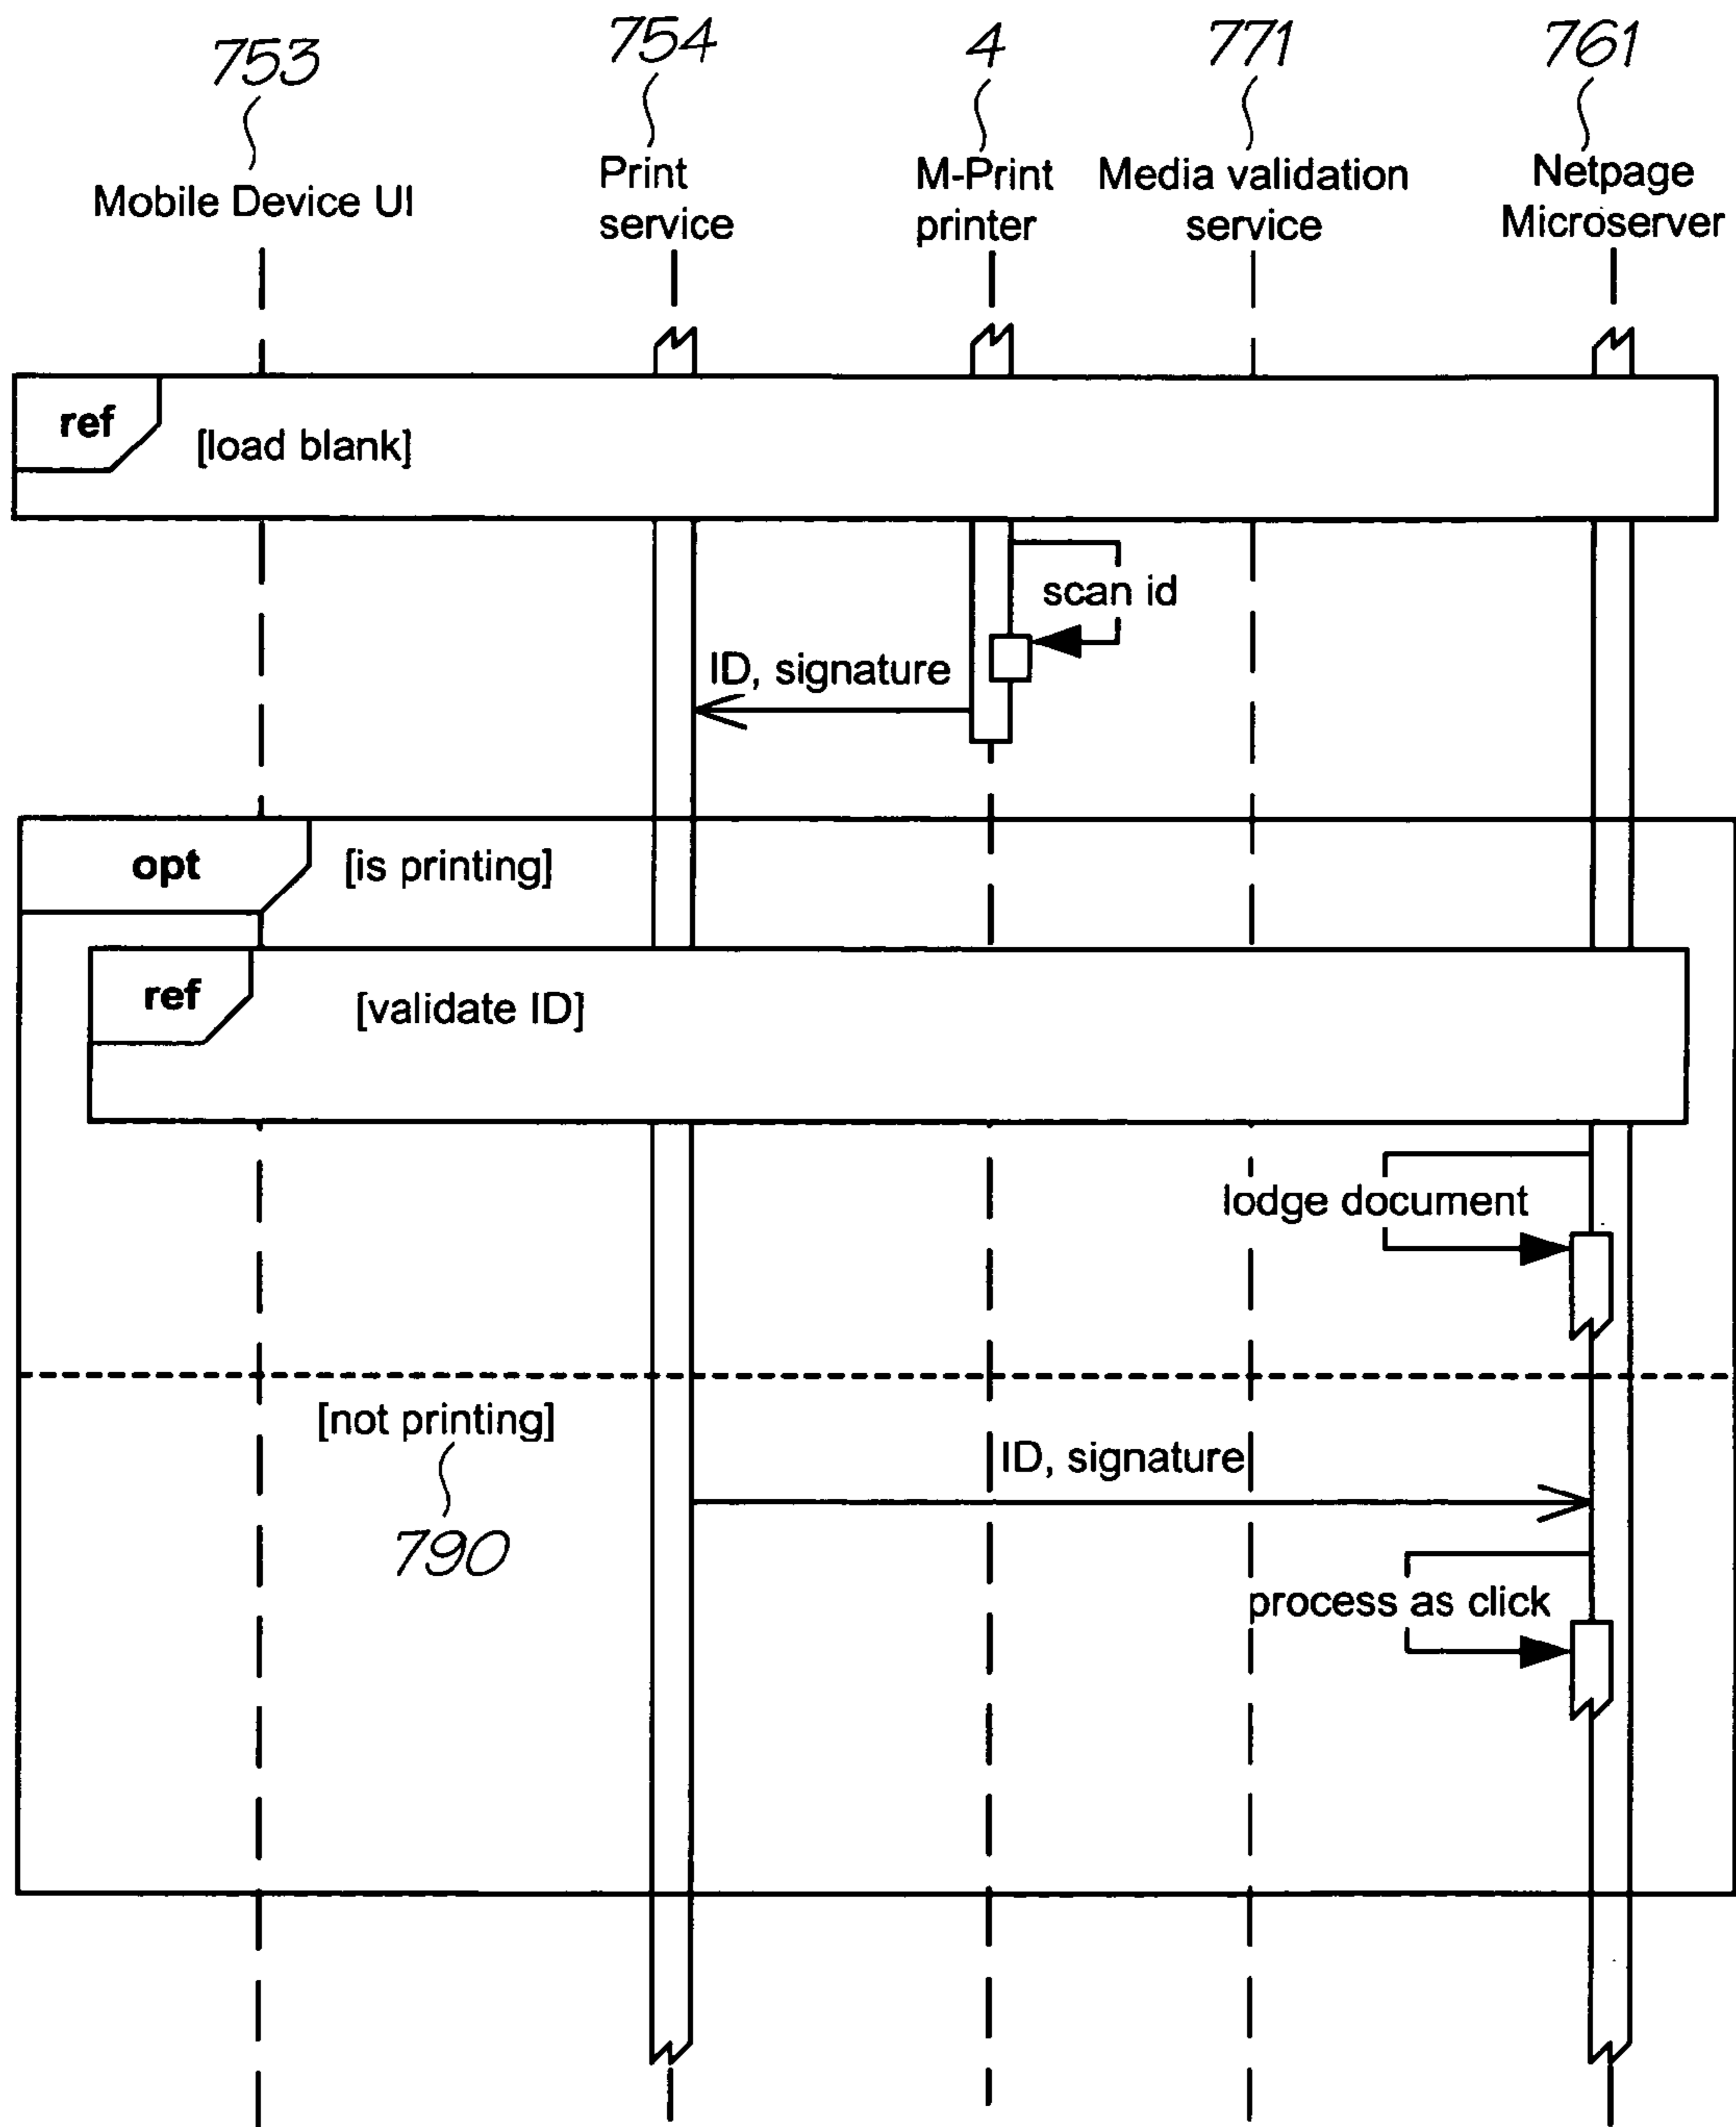 753
754
4
771
761
Mobile Device UI
Print
service
M-Print
printer
Media validation
service
Netpage
Microserver
ref
[load blank]
scan id
ID, signature
opt
[is printing]
ref
[validate ID]
lodge document
[not printing]
ID, signature
790
process as click